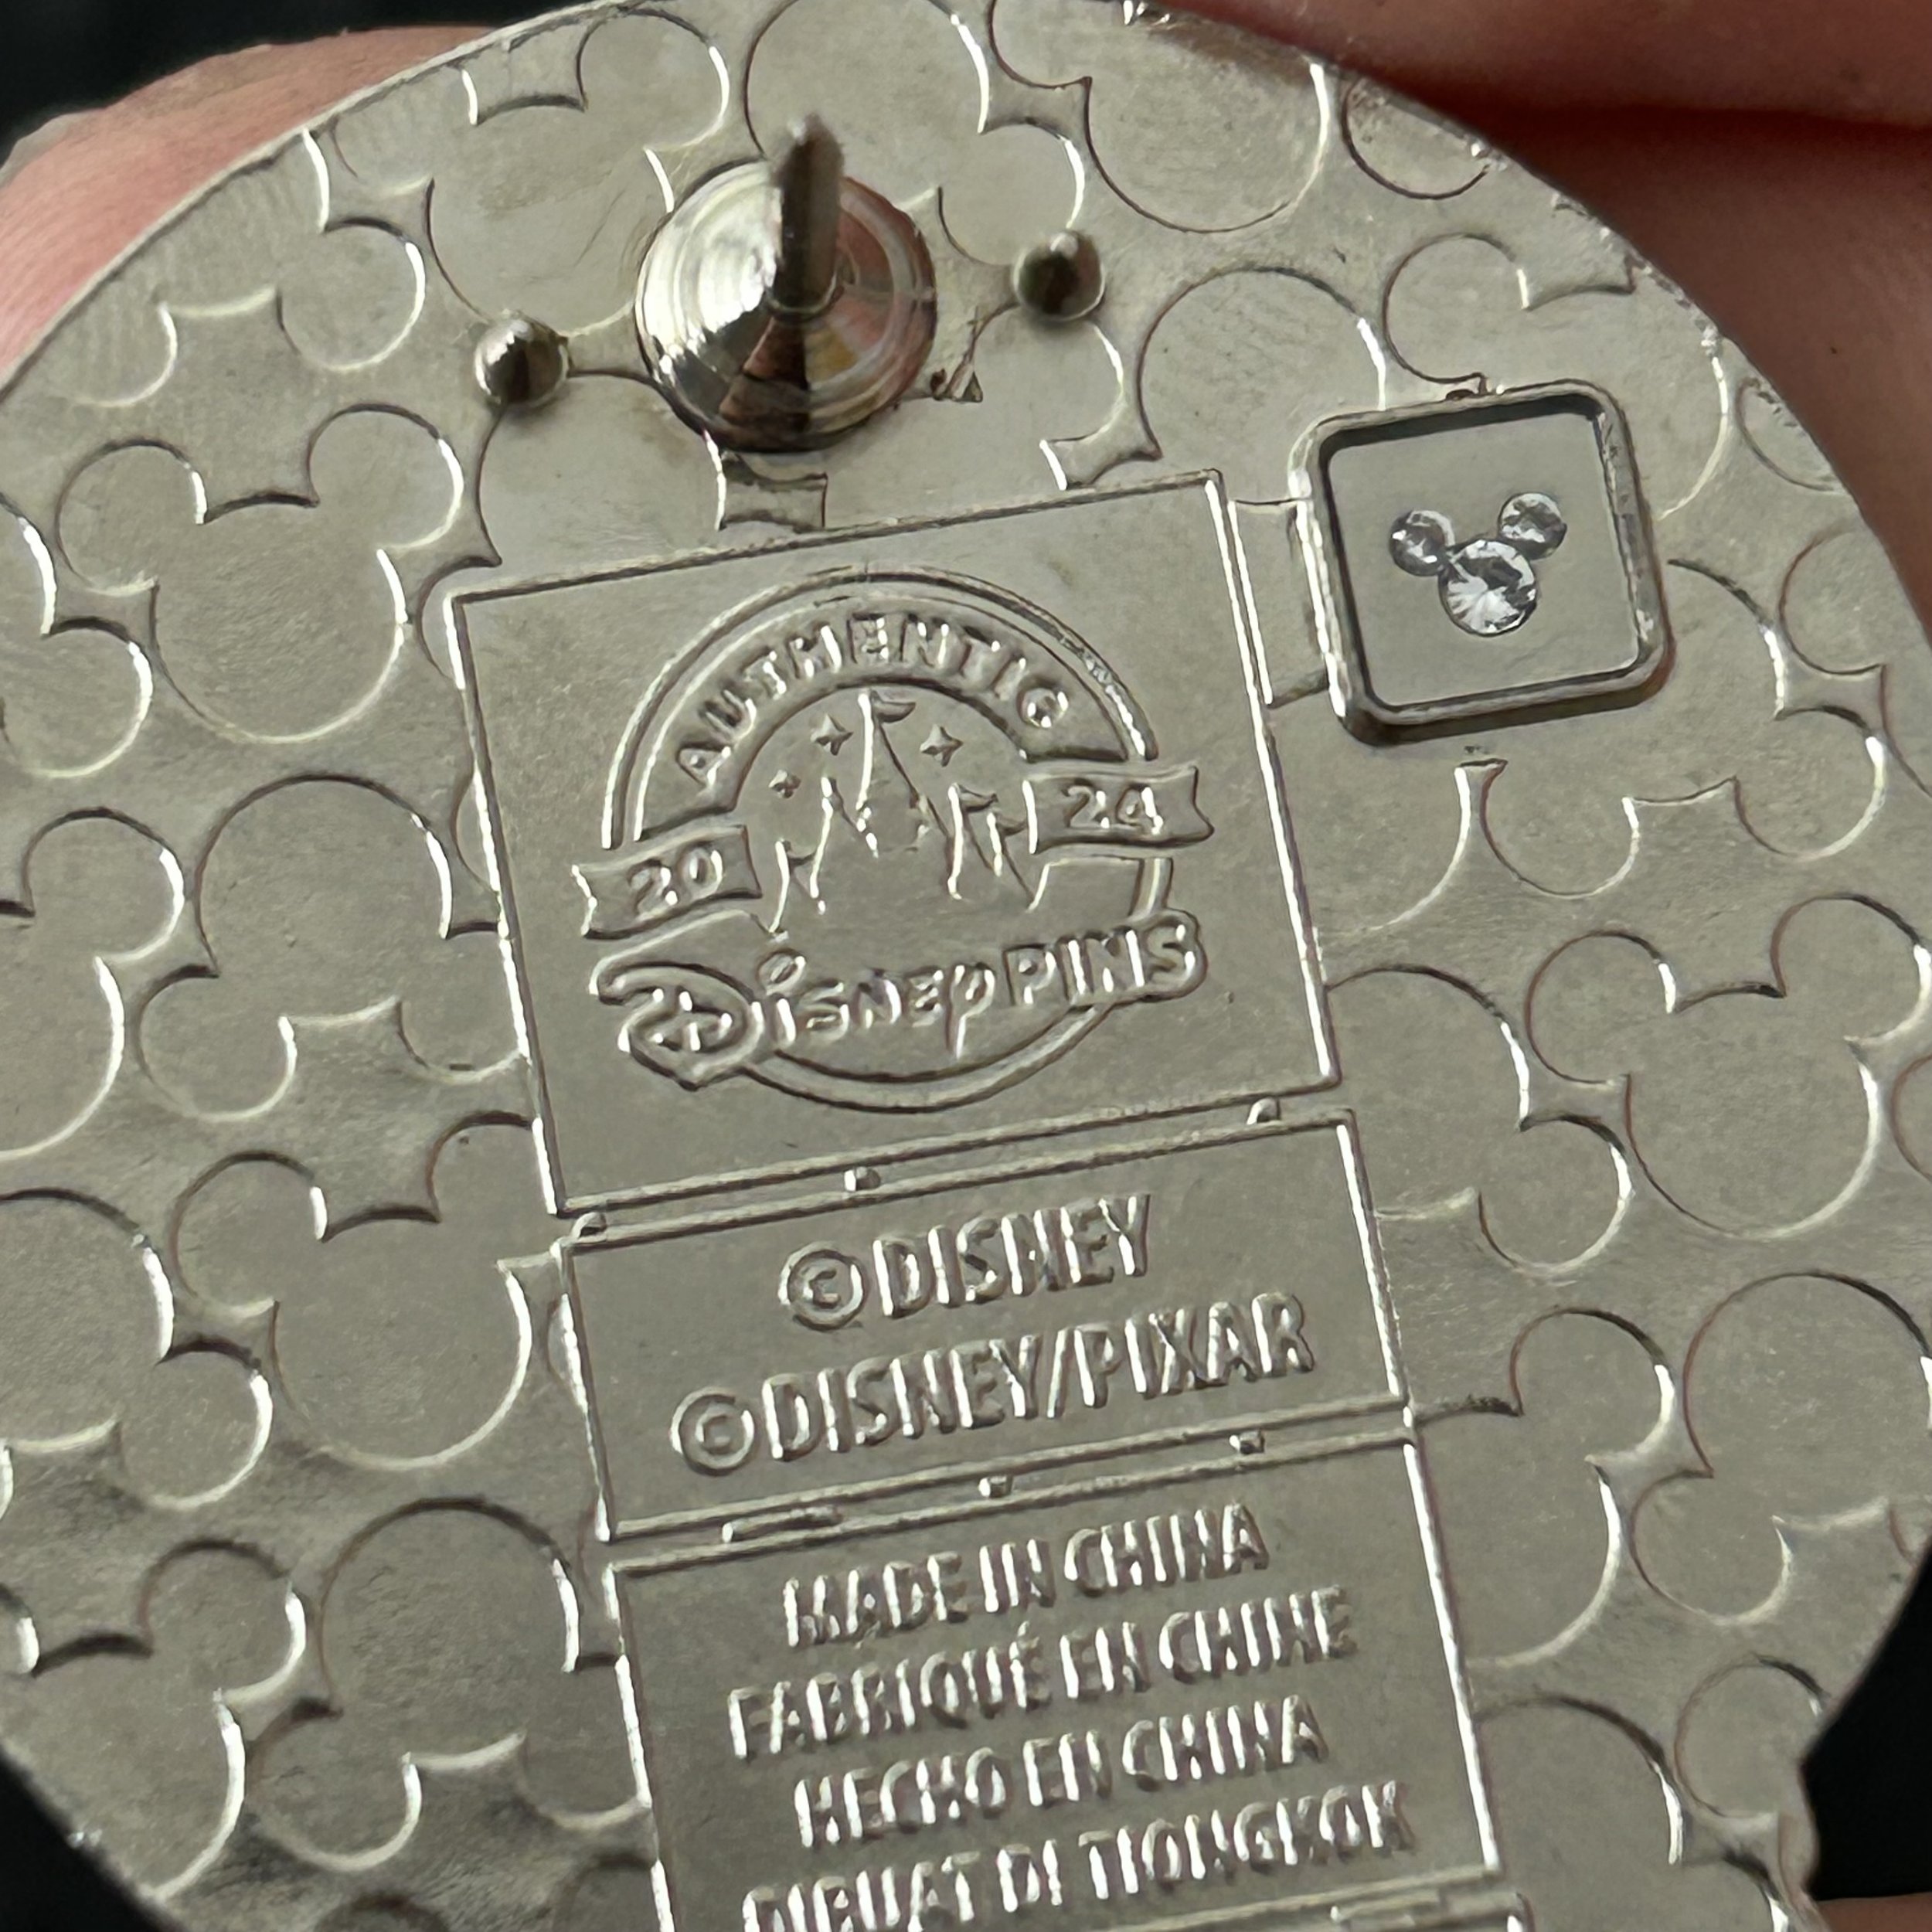 AUTHENTIC
20 24
Disney PINS
©DISNEY
©DISNEY/PIXAR
MADE IN CHINA
FABRIQUÉ EN CHINE
HECHO EN CHINA
DIBUAT DI TIONGKOK